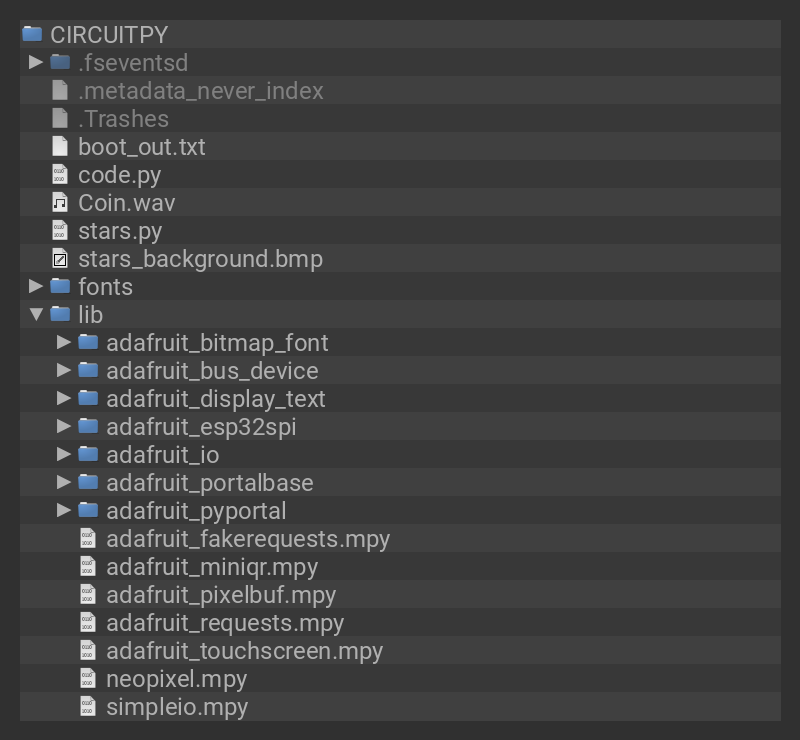 CIRCUITPY
.fseventsd
.metadata_never_index
.Trashes
boot_out.txt
code.py
Coin.wav
stars.py
stars_background.bmp
fonts
lib
adafruit_bitmap_font
adafruit_bus_device
adafruit_display_text
adafruit_esp32spi
adafruit_io
adafruit_portalbase
adafruit_pyportal
adafruit_fakerequests.mpy
adafruit_miniqr.mpy
adafruit_pixelbuf.mpy
adafruit_requests.mpy
adafruit_touchscreen.mpy
neopixel.mpy
simpleio.mpy